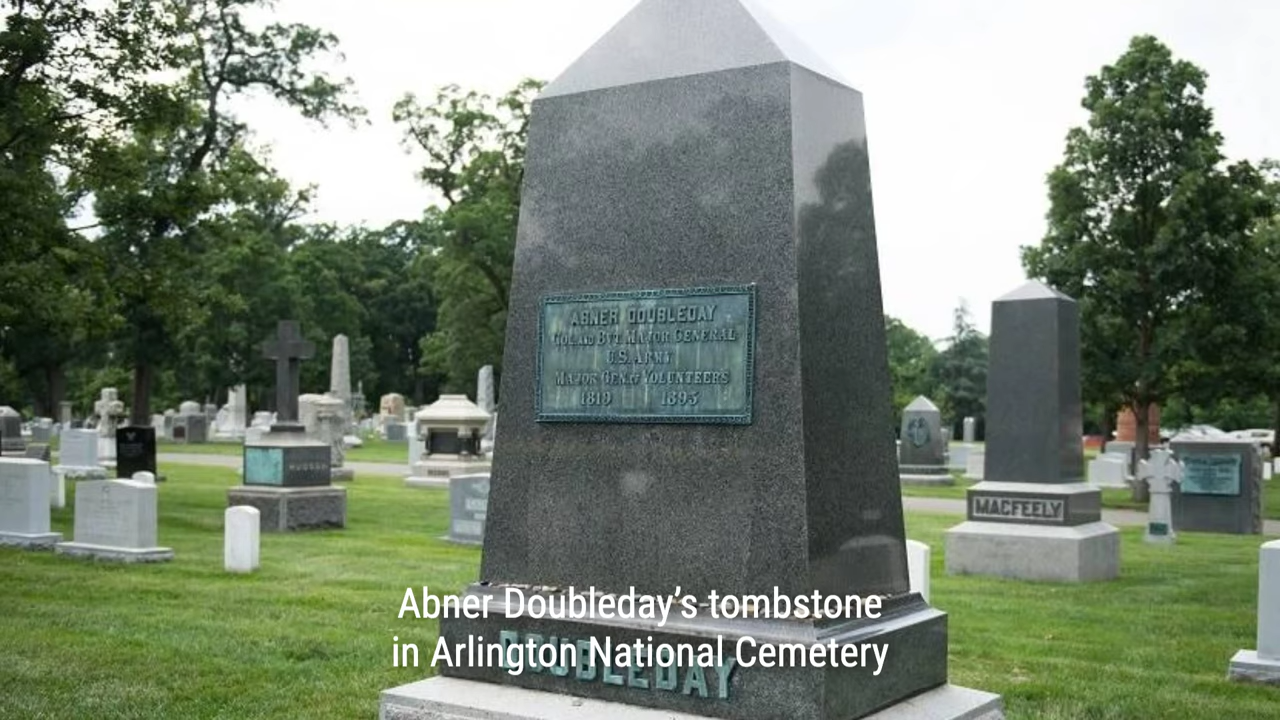 ABNER DOUBLEDAY
COL. AND BVT. MAJOR GENERAL
U.S. ARMY
MAJOR GEN. OF VOLUNTEERS
1819 1893
MACFEELY
Abner Doubleday’s tombstone
in Arlington National Cemetery
DOUBLEDAY